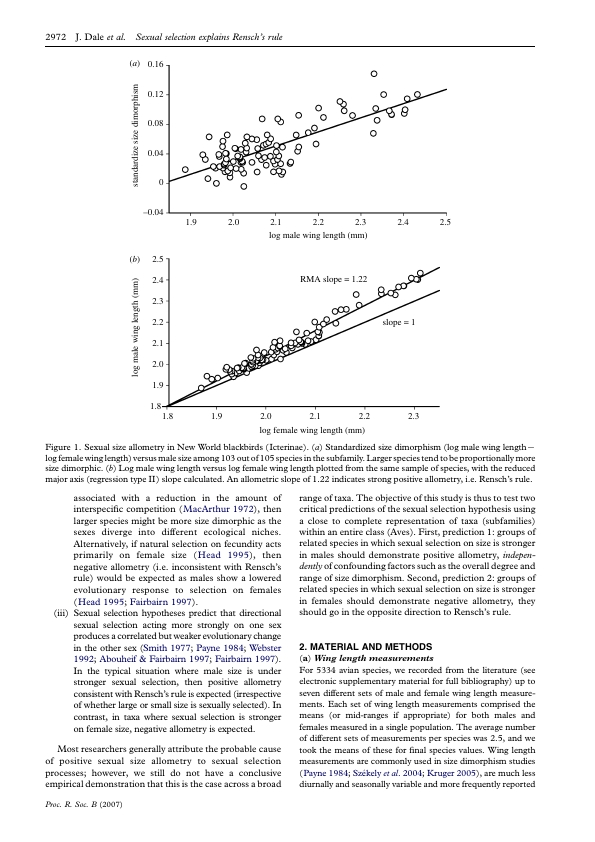 2972 J. Dale et al. Sexual selection explains Rensch's rule
(a)
standardize size dimorphism
0.16
0.12
0.08
0.04
0
–0.04
1.9 2.0 2.1 2.2 2.3 2.4 2.5
log male wing length (mm)
(b)
log male wing length (mm)
2.5
2.4
2.3
2.2
2.1
2.0
1.9
1.8
RMA slope = 1.22
slope = 1
1.8 1.9 2.0 2.1 2.2 2.3
log female wing length (mm)
Figure 1. Sexual size allometry in New World blackbirds (Icterinae). (a) Standardized size dimorphism (log male wing length−
log female wing length) versus male size among 103 out of 105 species in the subfamily. Larger species tend to be proportionally more
size dimorphic. (b) Log male wing length versus log female wing length plotted from the same sample of species, with the reduced
major axis (regression type II) slope calculated. An allometric slope of 1.22 indicates strong positive allometry, i.e. Rensch's rule.
associated with a reduction in the amount of
interspecific competition (MacArthur 1972), then
larger species might be more size dimorphic as the
sexes diverge into different ecological niches.
Alternatively, if natural selection on fecundity acts
primarily on female size (Head 1995), then
negative allometry (i.e. inconsistent with Rensch's
rule) would be expected as males show a lowered
evolutionary response to selection on females
(Head 1995; Fairbairn 1997).
(iii) Sexual selection hypotheses predict that directional
sexual selection acting more strongly on one sex
produces a correlated but weaker evolutionary change
in the other sex (Smith 1977; Payne 1984; Webster
1992; Abouheif & Fairbairn 1997; Fairbairn 1997).
In the typical situation where male size is under
stronger sexual selection, then positive allometry
consistent with Rensch's rule is expected (irrespective
of whether large or small size is sexually selected). In
contrast, in taxa where sexual selection is stronger
on female size, negative allometry is expected.
Most researchers generally attribute the probable cause
of positive sexual size allometry to sexual selection
processes; however, we still do not have a conclusive
empirical demonstration that this is the case across a broad
range of taxa. The objective of this study is thus to test two
critical predictions of the sexual selection hypothesis using
a close to complete representation of taxa (subfamilies)
within an entire class (Aves). First, prediction 1: groups of
related species in which sexual selection on size is stronger
in males should demonstrate positive allometry, indepen-
dently of confounding factors such as the overall degree and
range of size dimorphism. Second, prediction 2: groups of
related species in which sexual selection on size is stronger
in females should demonstrate negative allometry, they
should go in the opposite direction to Rensch's rule.
2. MATERIAL AND METHODS
(a) Wing length measurements
For 5334 avian species, we recorded from the literature (see
electronic supplementary material for full bibliography) up to
seven different sets of male and female wing length measure-
ments. Each set of wing length measurements comprised the
means (or mid-ranges if appropriate) for both males and
females measured in a single population. The average number
of different sets of measurements per species was 2.5, and we
took the means of these for final species values. Wing length
measurements are commonly used in size dimorphism studies
(Payne 1984; Székely et al. 2004; Kruger 2005), are much less
diurnally and seasonally variable and more frequently reported
Proc. R. Soc. B (2007)